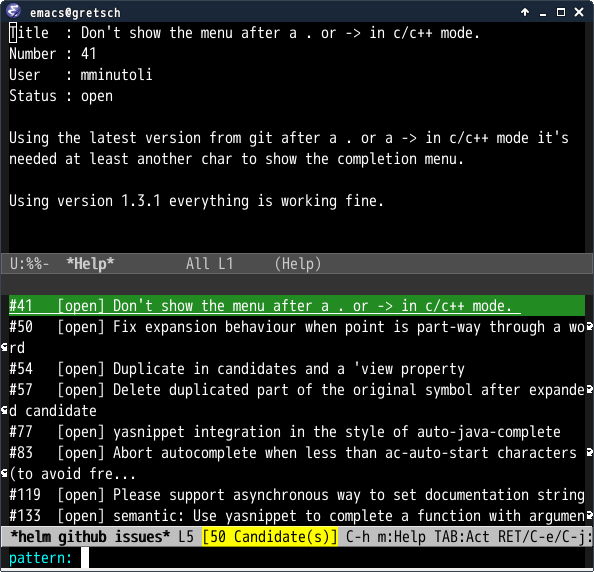 emacs@gretsch
Title  : Don't show the menu after a . or -> in c/c++ mode.
Number : 41
User   : mminutoli
Status : open
Using the latest version from git after a . or a -> in c/c++ mode it's
needed at least another char to show the completion menu.
Using version 1.3.1 everything is working fine.
U:%%-  *Help*       All L1     (Help)
#41   [open] Don't show the menu after a . or -> in c/c++ mode.
#50   [open] Fix expansion behaviour when point is part-way through a wo
rd
#54   [open] Duplicate in candidates and a 'view property
#57   [open] Delete duplicated part of the original symbol after expande
d candidate
#77   [open] yasnippet integration in the style of auto-java-complete
#83   [open] Abort autocomplete when less than ac-auto-start characters
(to avoid fre...
#119  [open] Please support asynchronous way to set documentation string
#133  [open] semantic: Use yasnippet to complete a function with argumen
*helm github issues* L5 [50 Candidate(s)] C-h m:Help TAB:Act RET/C-e/C-j:
pattern: